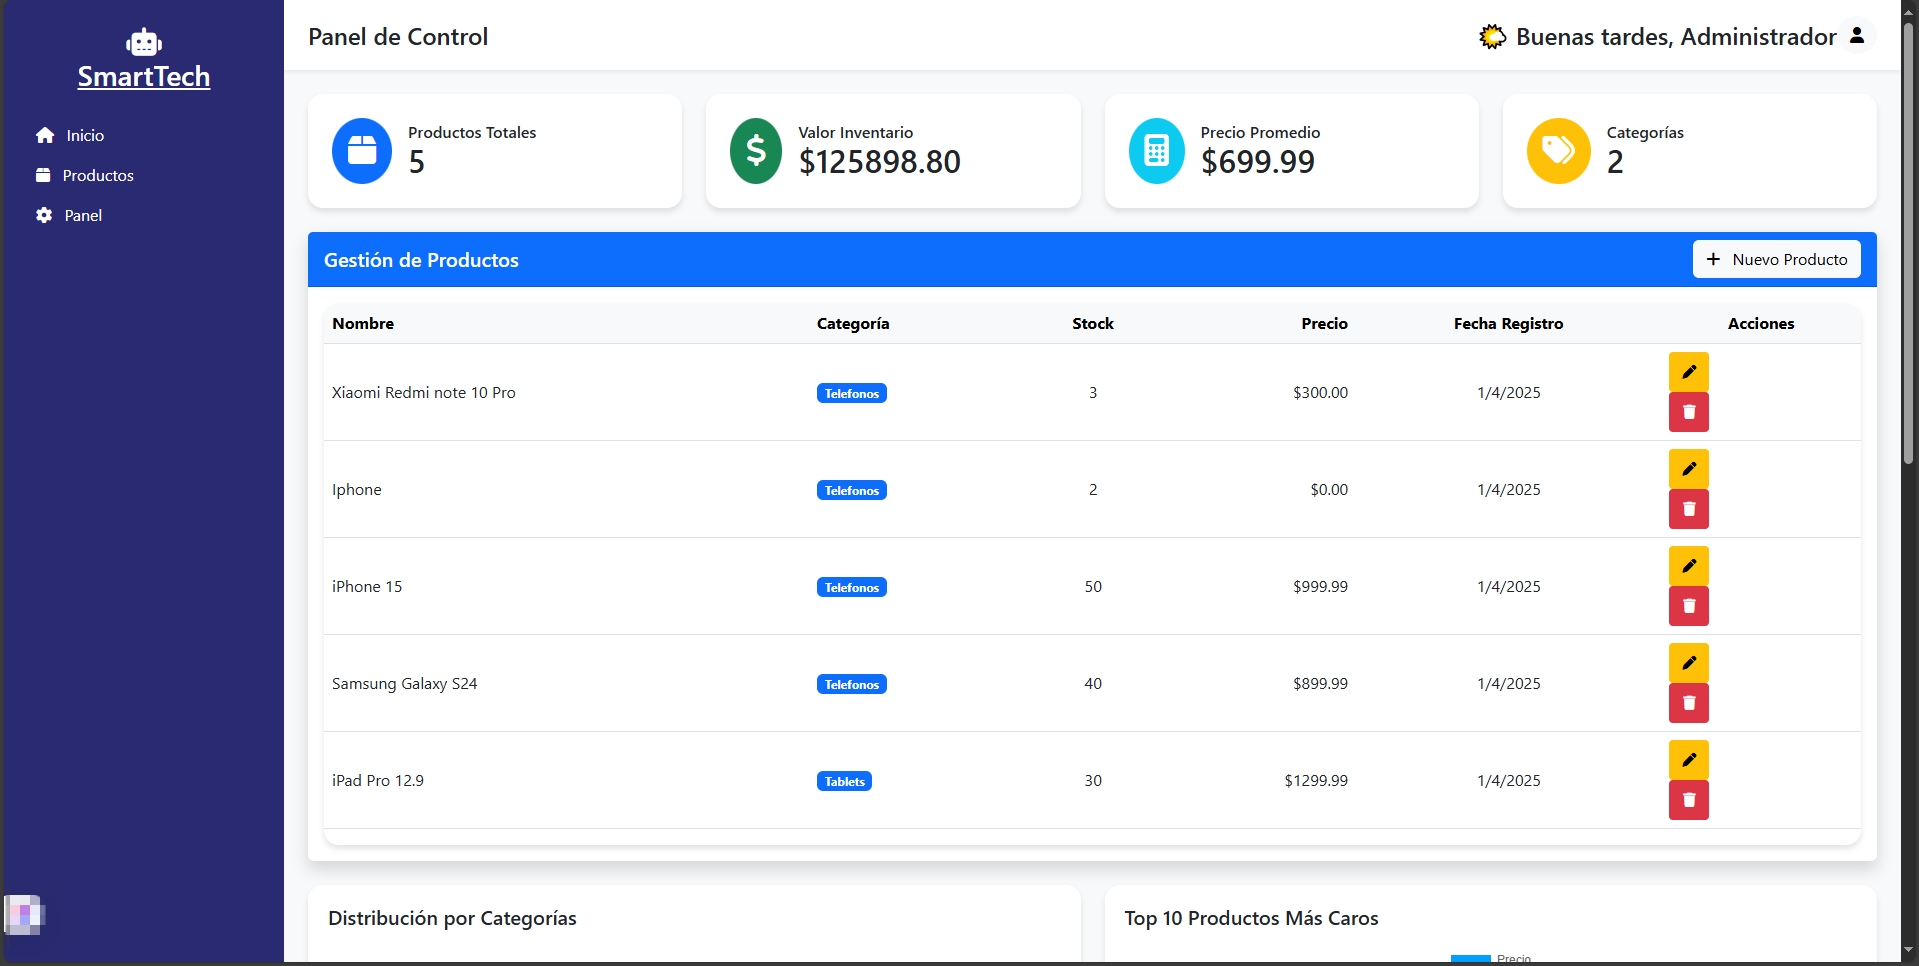 SmartTech
Inicio
Productos
Panel
Panel de Control
Buenas tardes, Administrador
Productos Totales
5
Valor Inventario
$125898.80
Precio Promedio
$699.99
Categorías
2
Gestión de Productos
+ Nuevo Producto
Nombre Categoría Stock Precio Fecha Registro Acciones
Xiaomi Redmi note 10 Pro Telefonos 3 $300.00 1/4/2025
Iphone Telefonos 2 $0.00 1/4/2025
iPhone 15 Telefonos 50 $999.99 1/4/2025
Samsung Galaxy S24 Telefonos 40 $899.99 1/4/2025
iPad Pro 12.9 Tablets 30 $1299.99 1/4/2025
Distribución por Categorías
Top 10 Productos Más Caros
Precio